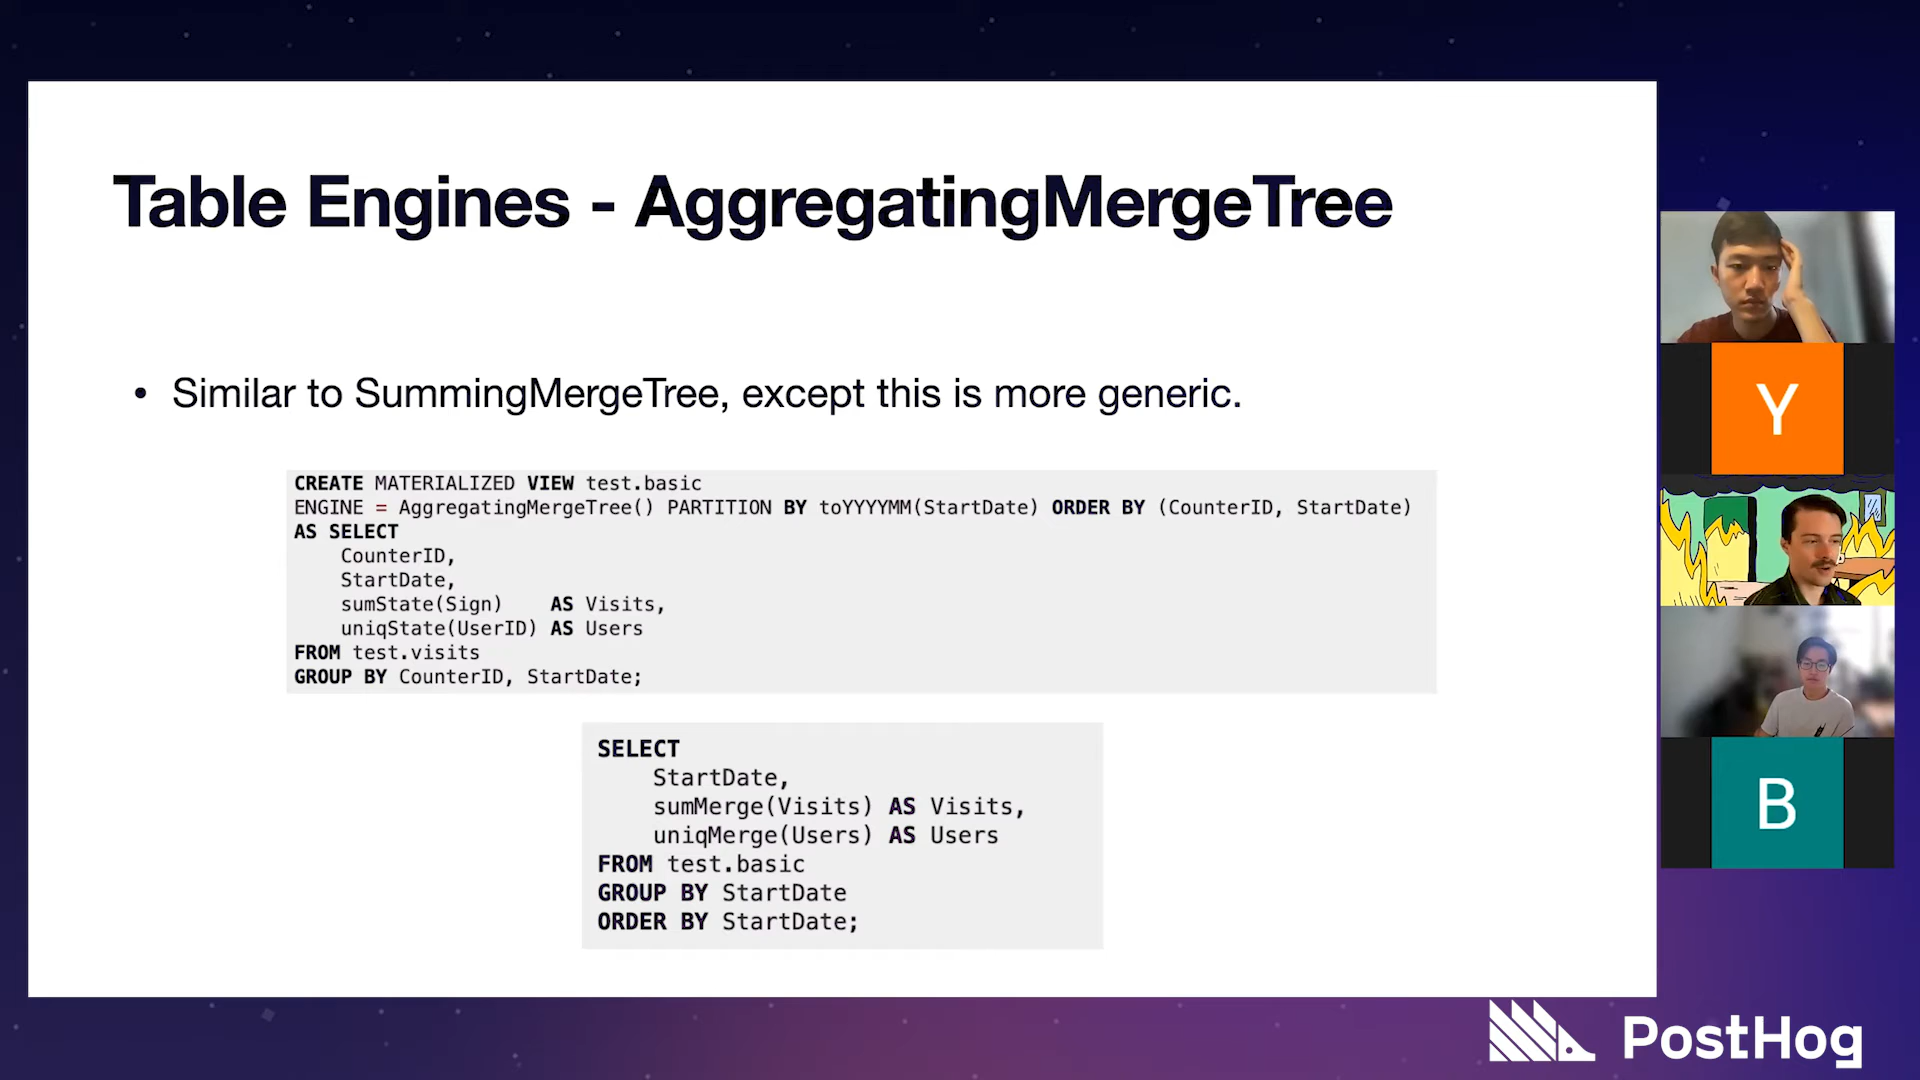 Table Engines - AggregatingMergeTree
• Similar to SummingMergeTree, except this is more generic.
CREATE MATERIALIZED VIEW test.basic
ENGINE = AggregatingMergeTree() PARTITION BY toYYYYMM(StartDate) ORDER BY (CounterID, StartDate)
AS SELECT
    CounterID,
    StartDate,
    sumState(Sign)    AS Visits,
    uniqState(UserID) AS Users
FROM test.visits
GROUP BY CounterID, StartDate;
SELECT
    StartDate,
    sumMerge(Visits) AS Visits,
    uniqMerge(Users) AS Users
FROM test.basic
GROUP BY StartDate
ORDER BY StartDate;
Y
B
PostHog